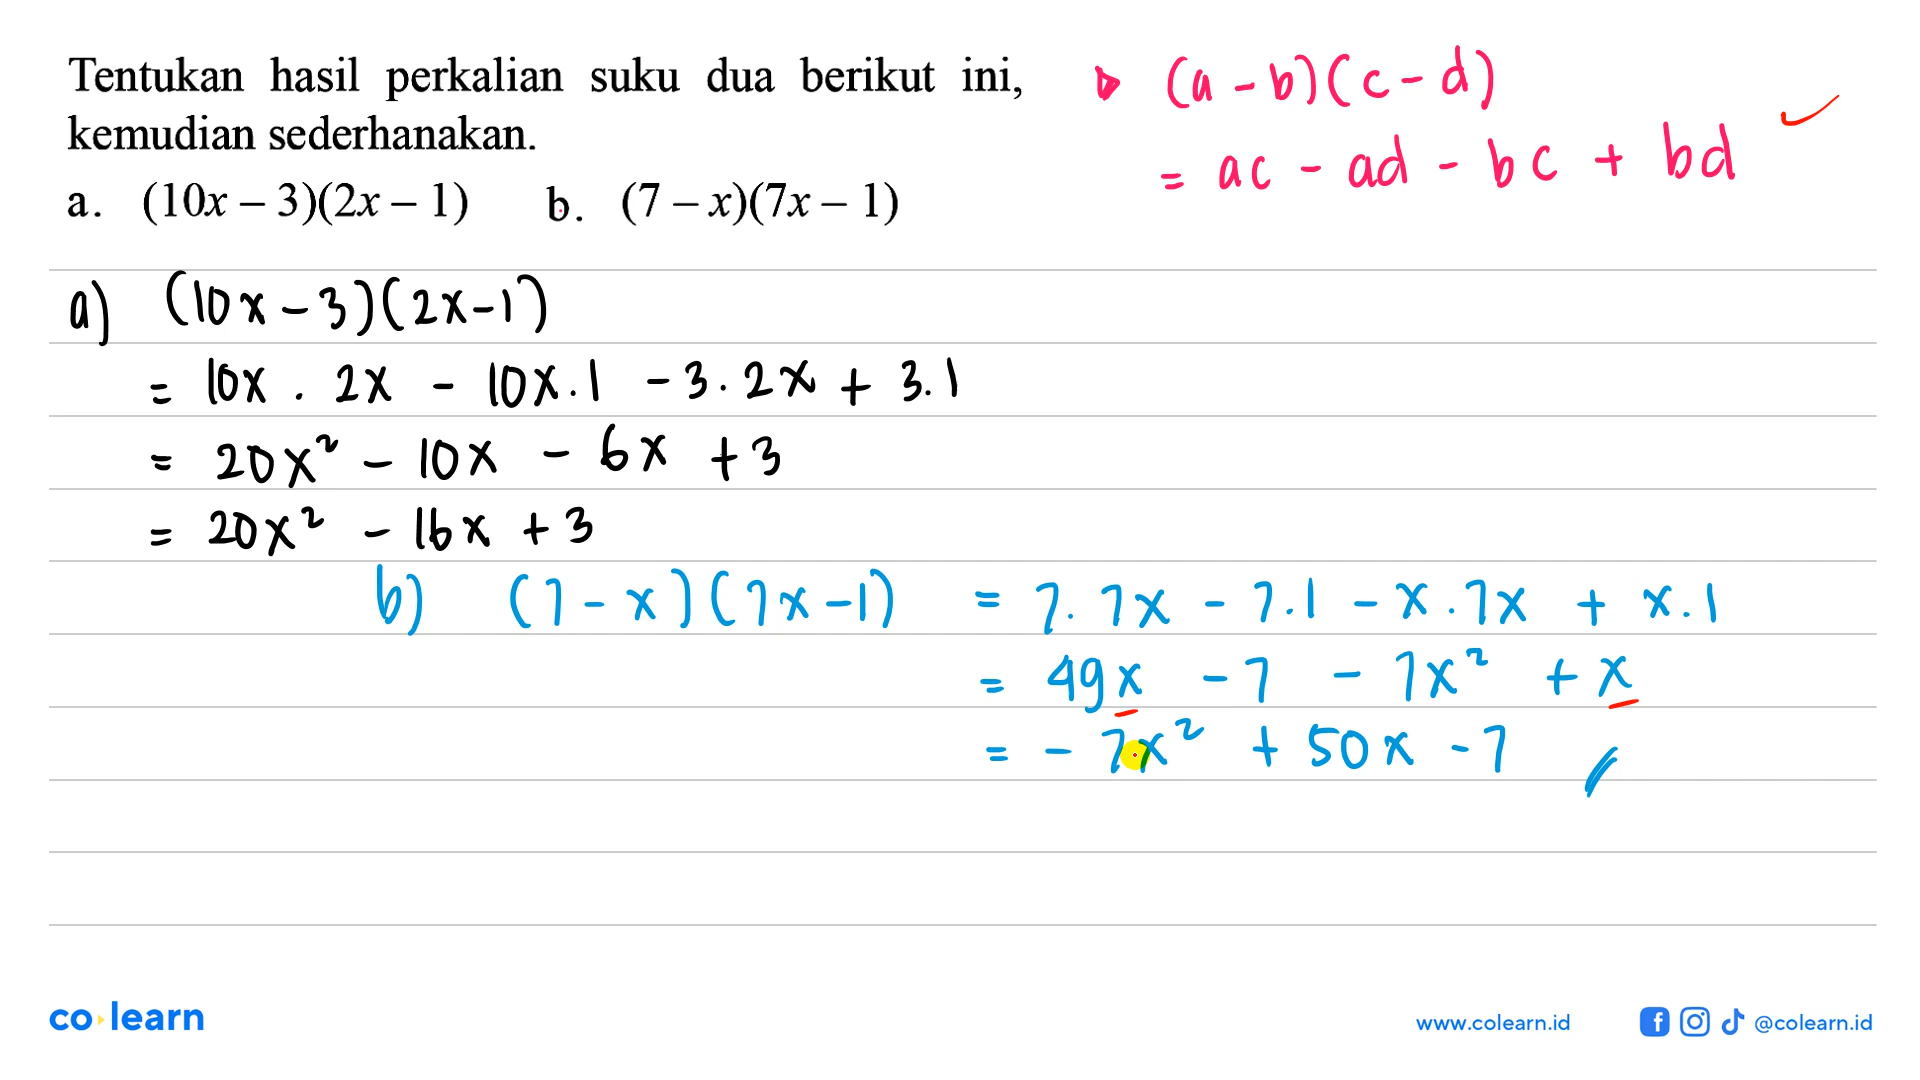 Tentukan hasil perkalian suku dua berikut ini,
kemudian sederhanakan.
a. (10x – 3)(2x – 1) b. (7 – x)(7x – 1)
(a - b)(c - d)
= ac - ad - bc + bd
a) (10x - 3)(2x - 1)
= 10x . 2x - 10x . 1 - 3 . 2x + 3 . 1
= 20x² - 10x - 6x + 3
= 20x² - 16x + 3
b) (7 - x)(7x - 1) = 7 . 7x - 7 . 1 - x . 7x + x . 1
= 49x - 7 - 7x² + x
= - 7x² + 50x - 7
co learn
www.colearn.id @colearn.id